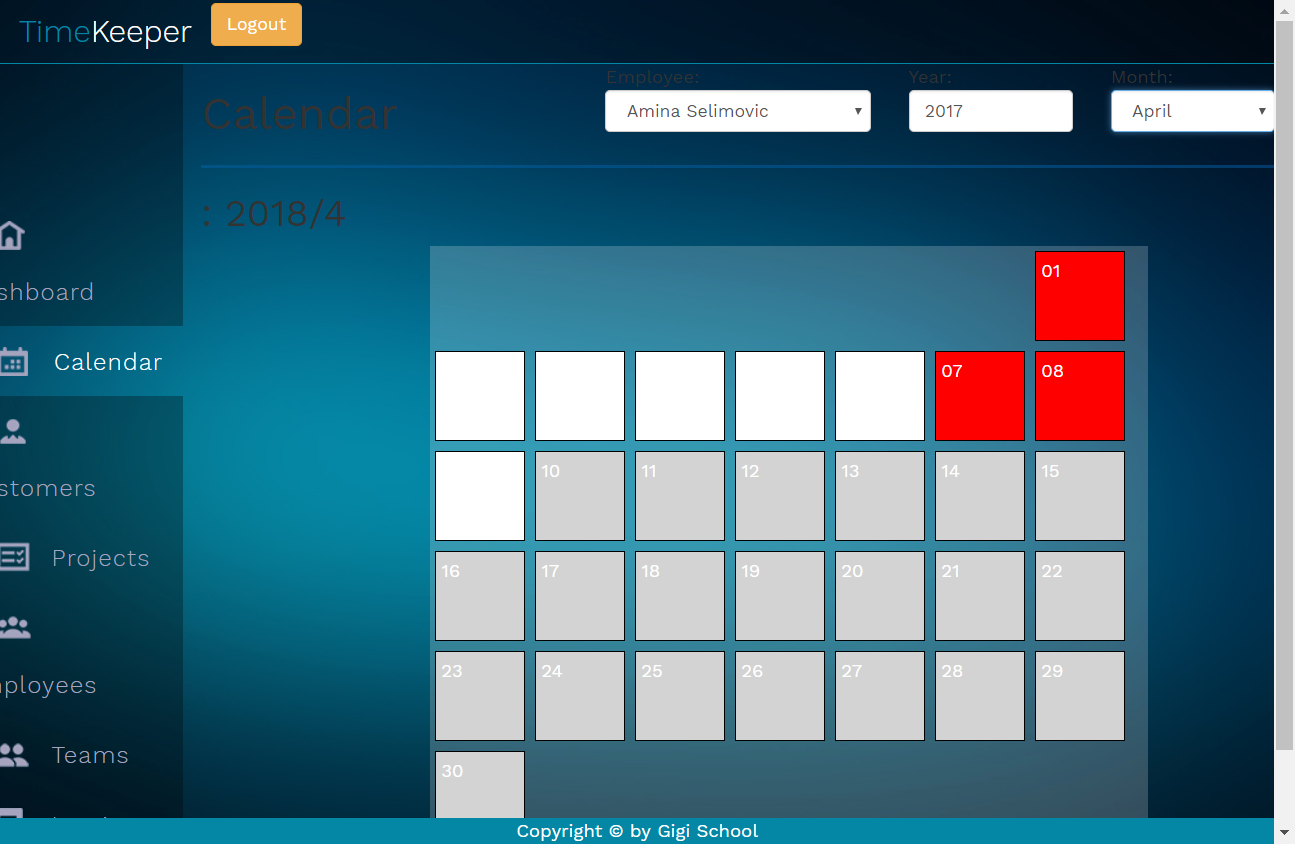 TimeKeeper Logout
Employee: Year: Month:
Calendar Amina Selimovic 2017 April
: 2018/4
shboard
Calendar
stomers
Projects
ployees
Teams
01
07 08
10 11 12 13 14 15
16 17 18 19 20 21 22
23 24 25 26 27 28 29
30
Copyright © by Gigi School